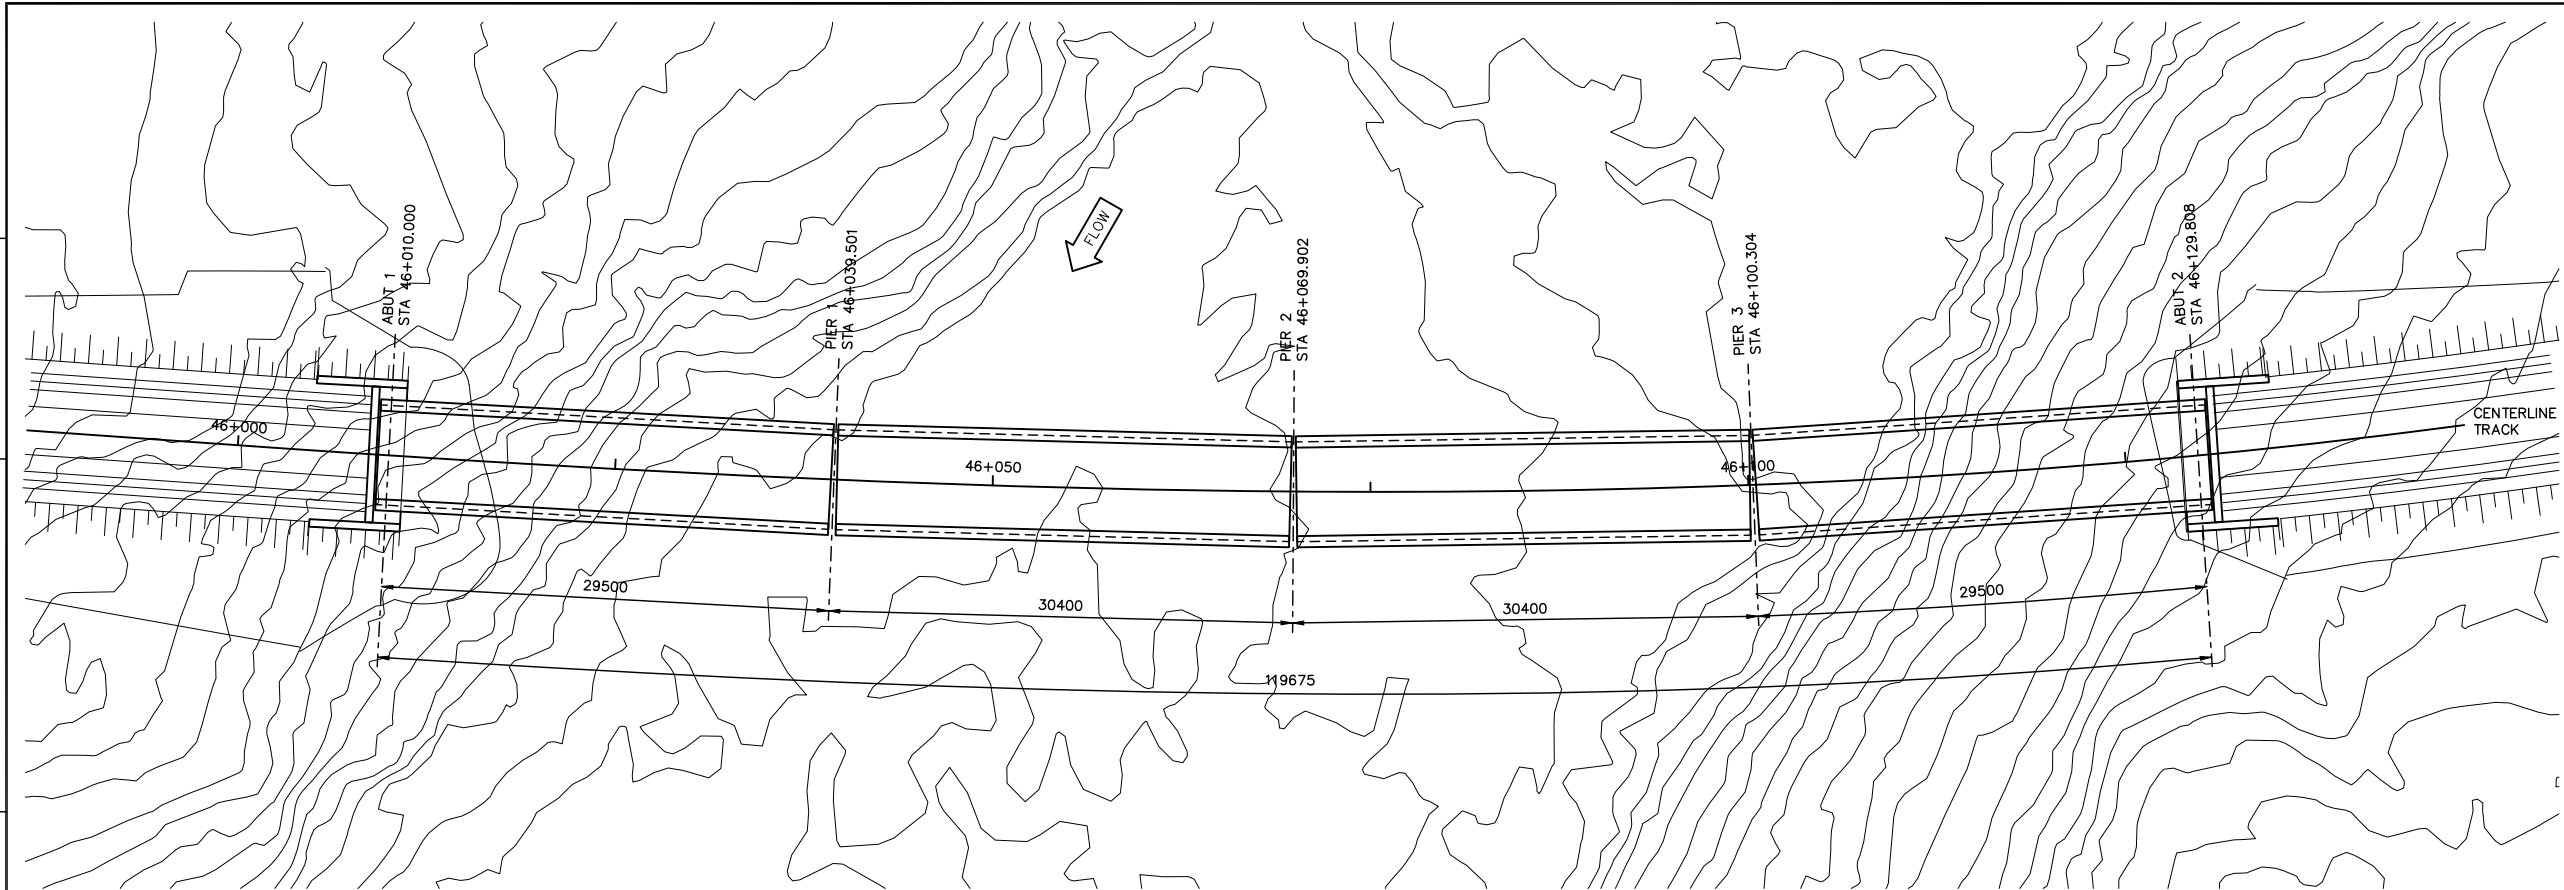 ABUT 1
STA 46+010.000
PIER 1
STA 46+039.501
FLOW
PIER 2
STA 46+069.902
PIER 3
STA 46+100.304
ABUT 2
STA 46+129.808
46+000
46+050
46+100
CENTERLINE
TRACK
29500
30400
30400
29500
119675